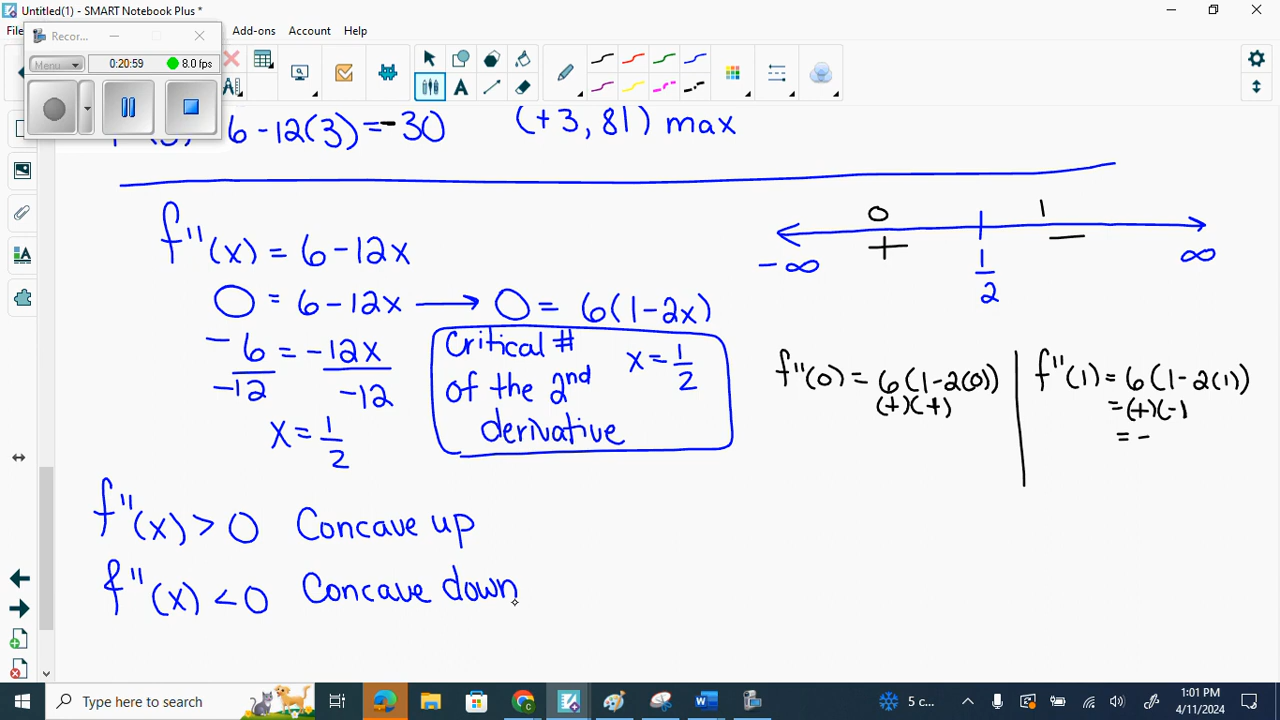 Untitled(1) - SMART Notebook Plus *
Recor...
File
Add-ons Account Help
Menu 0:20:59 8.0 fps
6 - 12(3) = -30 (+3, 81) max
f''(x) = 6 - 12x
0 = 6 - 12x → 0 = 6(1 - 2x)
-6 = -12x
-12 -12
x = 1/2
Critical # x = 1/2
of the 2nd
derivative
f''(x) > 0 Concave up
f''(x) < 0 Concave down
0 1
+ −
-∞ 1/2 ∞
f''(0) = 6(1 - 2(0))
(+)(+)
f''(1) = 6(1 - 2(1))
= (+)(-1
= -
Type here to search
5 c...
1:01 PM
4/11/2024